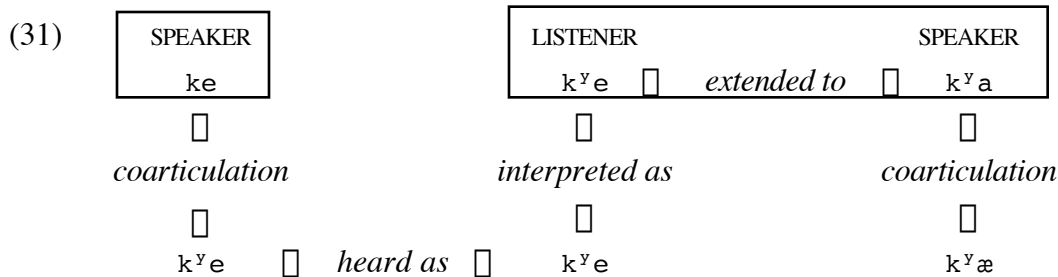 (31) SPEAKER LISTENER SPEAKER
ke kʸe extended to kʸa
coarticulation interpreted as coarticulation
kʸe heard as kʸe kʸæ